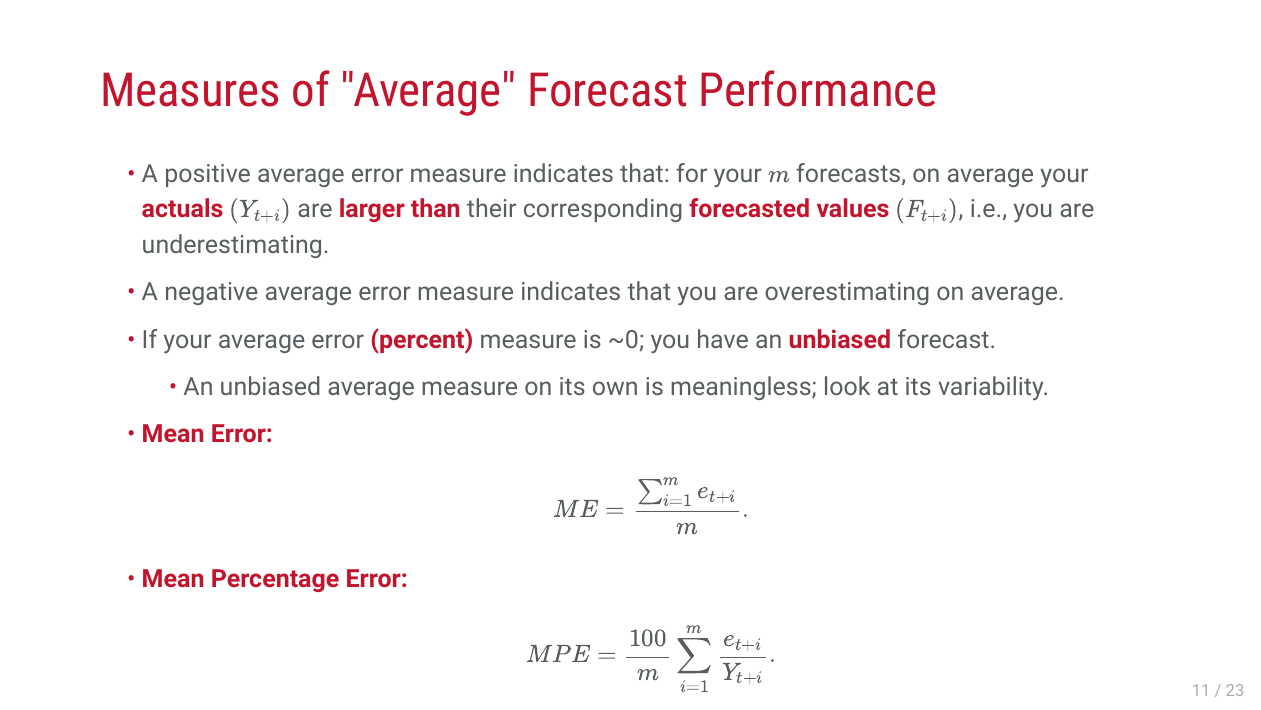 Measures of "Average" Forecast Performance
• A positive average error measure indicates that: for your m forecasts, on average your
actuals (Y_{t+i}) are larger than their corresponding forecasted values (F_{t+i}), i.e., you are
underestimating.
• A negative average error measure indicates that you are overestimating on average.
• If your average error (percent) measure is ~0; you have an unbiased forecast.
• An unbiased average measure on its own is meaningless; look at its variability.
• Mean Error:
ME = \frac{\sum_{i=1}^{m} e_{t+i}}{m}.
• Mean Percentage Error:
MPE = \frac{100}{m} \sum_{i=1}^{m} \frac{e_{t+i}}{Y_{t+i}}.
11 / 23